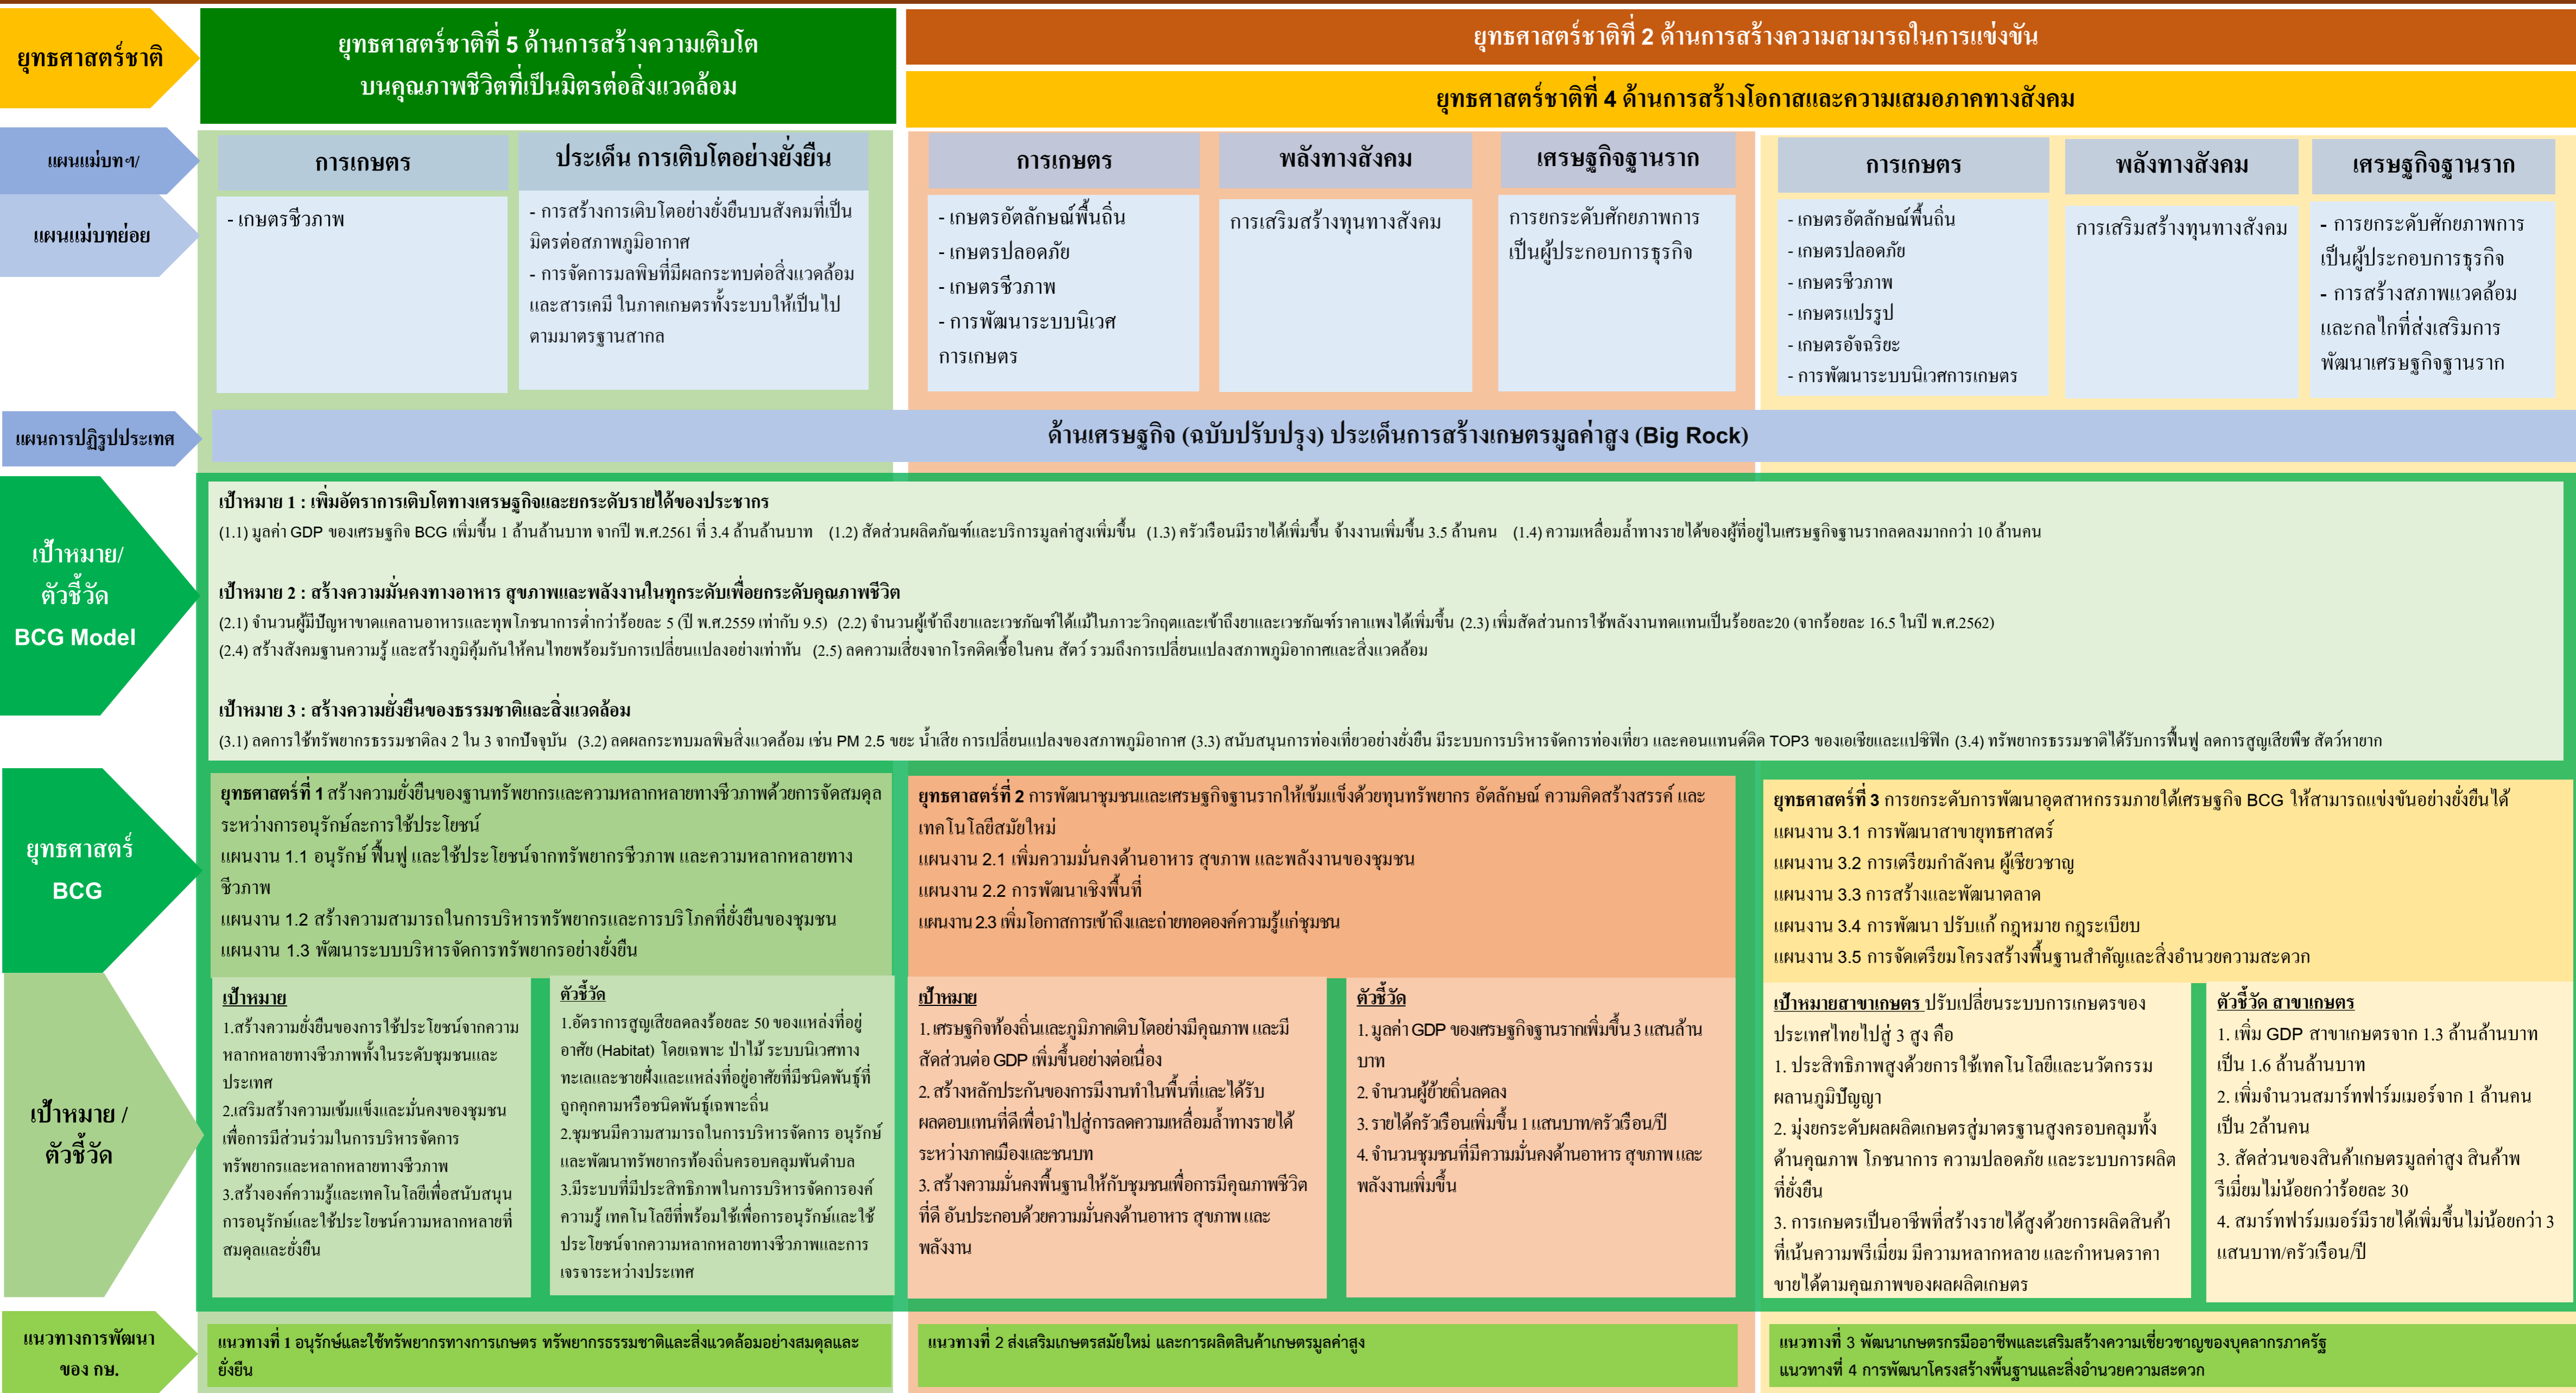 ยุทธศาสตร์ชาติ
ยุทธศาสตร์ชาติที่ 5 ด้านการสร้างความเติบโต
บนคุณภาพชีวิตที่เป็นมิตรต่อสิ่งแวดล้อม
ยุทธศาสตร์ชาติที่ 2 ด้านการสร้างความสามารถในการแข่งขัน
ยุทธศาสตร์ชาติที่ 4 ด้านการสร้างโอกาสและความเสมอภาคทางสังคม
แผนแม่บทฯ/
แผนแม่บทย่อย
การเกษตร
- เกษตรชีวภาพ
ประเด็น การเติบโตอย่างยั่งยืน
- การสร้างการเติบโตอย่างยั่งยืนบนสังคมที่เป็น
มิตรต่อสภาพภูมิอากาศ
- การจัดการมลพิษที่มีผลกระทบต่อสิ่งแวดล้อม
และสารเคมี ในภาคเกษตรทั้งระบบให้เป็นไป
ตามมาตรฐานสากล
การเกษตร
- เกษตรอัตลักษณ์พื้นถิ่น
- เกษตรปลอดภัย
- เกษตรชีวภาพ
- การพัฒนาระบบนิเวศ
การเกษตร
พลังทางสังคม
การเสริมสร้างทุนทางสังคม
เศรษฐกิจฐานราก
การยกระดับศักยภาพการ
เป็นผู้ประกอบการธุรกิจ
การเกษตร
- เกษตรอัตลักษณ์พื้นถิ่น
- เกษตรปลอดภัย
- เกษตรชีวภาพ
- เกษตรแปรรูป
- เกษตรอัจฉริยะ
- การพัฒนาระบบนิเวศการเกษตร
พลังทางสังคม
การเสริมสร้างทุนทางสังคม
เศรษฐกิจฐานราก
- การยกระดับศักยภาพการ
เป็นผู้ประกอบการธุรกิจ
- การสร้างสภาพแวดล้อม
และกลไกที่ส่งเสริมการ
พัฒนาเศรษฐกิจฐานราก
แผนการปฏิรูปประเทศ
ด้านเศรษฐกิจ (ฉบับปรับปรุง) ประเด็นการสร้างเกษตรมูลค่าสูง (Big Rock)
เป้าหมาย/
ตัวชี้วัด
BCG Model
เป้าหมาย 1 : เพิ่มอัตราการเติบโตทางเศรษฐกิจและยกระดับรายได้ของประชากร
(1.1) มูลค่า GDP ของเศรษฐกิจ BCG เพิ่มขึ้น 1 ล้านล้านบาท จากปี พ.ศ.2561 ที่ 3.4 ล้านล้านบาท (1.2) สัดส่วนผลิตภัณฑ์และบริการมูลค่าสูงเพิ่มขึ้น (1.3) ครัวเรือนมีรายได้เพิ่มขึ้น จ้างงานเพิ่มขึ้น 3.5 ล้านคน (1.4) ความเหลื่อมล้ำทางรายได้ของผู้ที่อยู่ในเศรษฐกิจฐานรากลดลงมากกว่า 10 ล้านคน
เป้าหมาย 2 : สร้างความมั่นคงทางอาหาร สุขภาพและพลังงานในทุกระดับเพื่อยกระดับคุณภาพชีวิต
(2.1) จำนวนผู้มีปัญหาขาดแคลานอาหารและทุพโภชนาการต่ำกว่าร้อยละ 5 (ปี พ.ศ.2559 เท่ากับ 9.5) (2.2) จำนวนผู้เข้าถึงยาและเวชภัณฑ์ได้แม้ในภาวะวิกฤตและเข้าถึงยาและเวชภัณฑ์ราคาแพงได้เพิ่มขึ้น (2.3) เพิ่มสัดส่วนการใช้พลังงานทดแทนเป็นร้อยละ20 (จากร้อยละ 16.5 ในปี พ.ศ.2562)
(2.4) สร้างสังคมฐานความรู้ และสร้างภูมิคุ้มกันให้คนไทยพร้อมรับการเปลี่ยนแปลงอย่างเท่าทัน (2.5) ลดความเสี่ยงจากโรคติดเชื้อในคน สัตว์ รวมถึงการเปลี่ยนแปลงสภาพภูมิอากาศและสิ่งแวดล้อม
เป้าหมาย 3 : สร้างความยั่งยืนของธรรมชาติและสิ่งแวดล้อม
(3.1) ลดการใช้ทรัพยากรธรรมชาติลง 2 ใน 3 จากปัจจุบัน (3.2) ลดผลกระทบมลพิษสิ่งแวดล้อม เช่น PM 2.5 ขยะ น้ำเสีย การเปลี่ยนแปลงของสภาพภูมิอากาศ (3.3) สนับสนุนการท่องเที่ยวอย่างยั่งยืน มีระบบการบริหารจัดการท่องเที่ยว และคอนแทนด์ติด TOP3 ของเอเชียและแปซิฟิก (3.4) ทรัพยากรธรรมชาติได้รับการฟื้นฟู ลดการสูญเสียพืช สัตว์หายาก
ยุทธศาสตร์
BCG
ยุทธศาสตร์ที่ 1 สร้างความยั่งยืนของฐานทรัพยากรและความหลากหลายทางชีวภาพด้วยการจัดสมดุล
ระหว่างการอนุรักษ์ละการใช้ประโยชน์
แผนงาน 1.1 อนุรักษ์ ฟื้นฟู และใช้ประโยชน์จากทรัพยากรชีวภาพ และความหลากหลายทาง
ชีวภาพ
แผนงาน 1.2 สร้างความสามารถในการบริหารทรัพยากรและการบริโภคที่ยั่งยืนของชุมชน
แผนงาน 1.3 พัฒนาระบบบริหารจัดการทรัพยากรอย่างยั่งยืน
ยุทธศาสตร์ที่ 2 การพัฒนาชุมชนและเศรษฐกิจฐานรากให้เข้มแข็งด้วยทุนทรัพยากร อัตลักษณ์ ความคิดสร้างสรรค์ และ
เทคโนโลยีสมัยใหม่
แผนงาน 2.1 เพิ่มความมั่นคงด้านอาหาร สุขภาพ และพลังงานของชุมชน
แผนงาน 2.2 การพัฒนาเชิงพื้นที่
แผนงาน 2.3 เพิ่มโอกาสการเข้าถึงและถ่ายทอดองค์ความรู้แก่ชุมชน
ยุทธศาสตร์ที่ 3 การยกระดับการพัฒนาอุตสาหกรรมภายใต้เศรษฐกิจ BCG ให้สามารถแข่งขันอย่างยั่งยืนได้
แผนงาน 3.1 การพัฒนาสาขายุทธศาสตร์
แผนงาน 3.2 การเตรียมกำลังคน ผู้เชียวชาญ
แผนงาน 3.3 การสร้างและพัฒนาตลาด
แผนงาน 3.4 การพัฒนา ปรับแก้ กฎหมาย กฎระเบียบ
แผนงาน 3.5 การจัดเตรียมโครงสร้างพื้นฐานสำคัญและสิ่งอำนวยความสะดวก
เป้าหมาย /
ตัวชี้วัด
เป้าหมาย
1.สร้างความยั่งยืนของการใช้ประโยชน์จากความ
หลากหลายทางชีวภาพทั้งในระดับชุมชนและ
ประเทศ
2.เสริมสร้างความเข้มแข็งและมั่นคงของชุมชน
เพื่อการมีส่วนร่วมในการบริหารจัดการ
ทรัพยากรและหลากหลายทางชีวภาพ
3.สร้างองค์ความรู้และเทคโนโลยีเพื่อสนับสนุน
การอนุรักษ์และใช้ประโยชน์ความหลากหลายที่
สมดุลและยั่งยืน
ตัวชี้วัด
1.อัตราการสูญเสียลดลงร้อยละ 50 ของแหล่งที่อยู่
อาศัย (Habitat) โดยเฉพาะ ป่าไม้ ระบบนิเวศทาง
ทะเลและชายฝั่งและแหล่งที่อยู่อาศัยที่มีชนิดพันธุ์ที่
ถูกคุกคามหรือชนิดพันธุ์เฉพาะถิ่น
2.ชุมชนมีความสามารถในการบริหารจัดการ อนุรักษ์
และพัฒนาทรัพยากรท้องถิ่นครอบคลุมพันตำบล
3.มีระบบที่มีประสิทธิภาพในการบริหารจัดการองค์
ความรู้ เทคโนโลยีที่พร้อมใช้เพื่อการอนุรักษ์และใช้
ประโยชน์จากความหลากหลายทางชีวภาพและการ
เจรจาระหว่างประเทศ
เป้าหมาย
1. เศรษฐกิจท้องถิ่นและภูมิภาคเติบโตอย่างมีคุณภาพ และมี
สัดส่วนต่อ GDP เพิ่มขึ้นอย่างต่อเนื่อง
2. สร้างหลักประกันของการมีงานทำในพื้นที่และได้รับ
ผลตอบแทนที่ดีเพื่อนำไปสู่การลดความเหลื่อมล้ำทางรายได้
ระหว่างภาคเมืองและชนบท
3. สร้างความมั่นคงพื้นฐานให้กับชุมชนเพื่อการมีคุณภาพชีวิต
ที่ดี อันประกอบด้วยความมั่นคงด้านอาหาร สุขภาพ และ
พลังงาน
ตัวชี้วัด
1. มูลค่า GDP ของเศรษฐกิจฐานรากเพิ่มขึ้น 3 แสนล้าน
บาท
2. จำนวนผู้ย้ายถิ่นลดลง
3. รายได้ครัวเรือนเพิ่มขึ้น 1 แสนบาท/ครัวเรือน/ปี
4. จำนวนชุมชนที่มีความมั่นคงด้านอาหาร สุขภาพ และ
พลังงานเพิ่มขึ้น
เป้าหมายสาขาเกษตร ปรับเปลี่ยนระบบการเกษตรของ
ประเทศไทยไปสู่ 3 สูง คือ
1. ประสิทธิภาพสูงด้วยการใช้เทคโนโลยีและนวัตกรรม
ผลานภูมิปัญญา
2. มุ่งยกระดับผลผลิตเกษตรสู่มาตรฐานสูงครอบคลุมทั้ง
ด้านคุณภาพ โภชนาการ ความปลอดภัย และระบบการผลิต
ที่ยั่งยืน
3. การเกษตรเป็นอาชีพที่สร้างรายได้สูงด้วยการผลิตสินค้า
ที่เน้นความพรีเมี่ยม มีความหลากหลาย และกำหนดราคา
ขายได้ตามคุณภาพของผลผลิตเกษตร
ตัวชี้วัด สาขาเกษตร
1. เพิ่ม GDP สาขาเกษตรจาก 1.3 ล้านล้านบาท
เป็น 1.6 ล้านล้านบาท
2. เพิ่มจำนวนสมาร์ทฟาร์มเมอร์จาก 1 ล้านคน
เป็น 2ล้านคน
3. สัดส่วนของสินค้าเกษตรมูลค่าสูง สินค้าพ
รีเมี่ยมไม่น้อยกว่าร้อยละ 30
4. สมาร์ทฟาร์มเมอร์มีรายได้เพิ่มขึ้นไม่น้อยกว่า 3
แสนบาท/ครัวเรือน/ปี
แนวทางการพัฒนา
ของ กษ.
แนวทางที่ 1 อนุรักษ์และใช้ทรัพยากรทางการเกษตร ทรัพยากรธรรมชาติและสิ่งแวดล้อมอย่างสมดุลและ
ยั่งยืน
แนวทางที่ 2 ส่งเสริมเกษตรสมัยใหม่ และการผลิตสินค้าเกษตรมูลค่าสูง
แนวทางที่ 3 พัฒนาเกษตรกรมืออาชีพและเสริมสร้างความเชี่ยวชาญของบุคลากรภาครัฐ
แนวทางที่ 4 การพัฒนาโครงสร้างพื้นฐานและสิ่งอำนวยความสะดวก